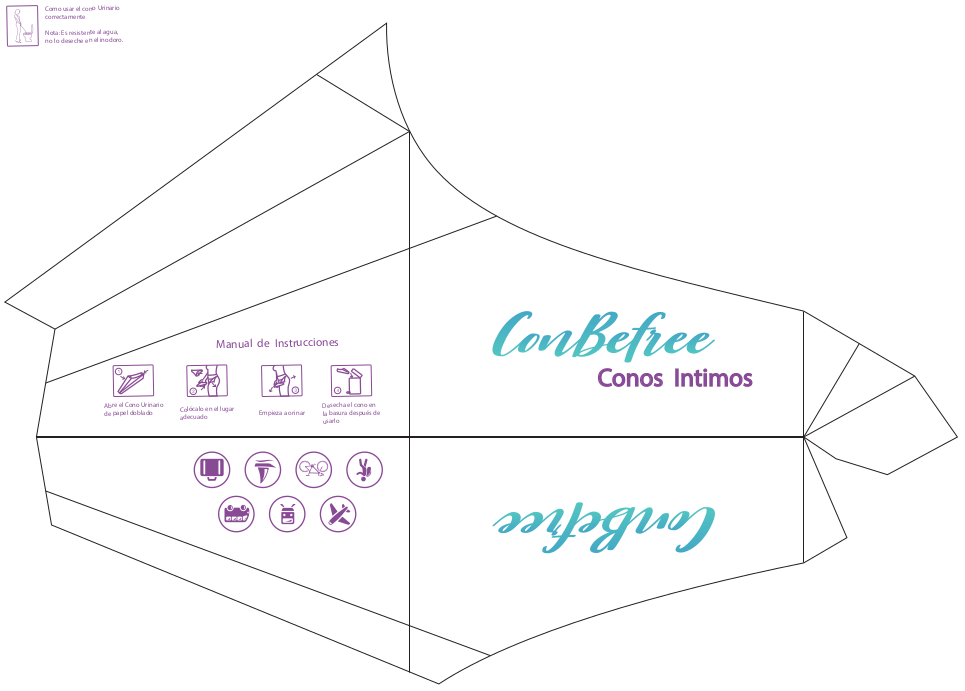 Como usar el cono Urinario
correctamente
Nota: Es resistente al agua,
no lo deseche en el inodoro.
ConBefree
Conos Intimos
Manual de Instrucciones
Abre el Cono Urinario
de papel doblado
Colócalo en el lugar
adecuado
Empieza a orinar
Desecha el cono en
la basura después de
usarlo
ConBefree